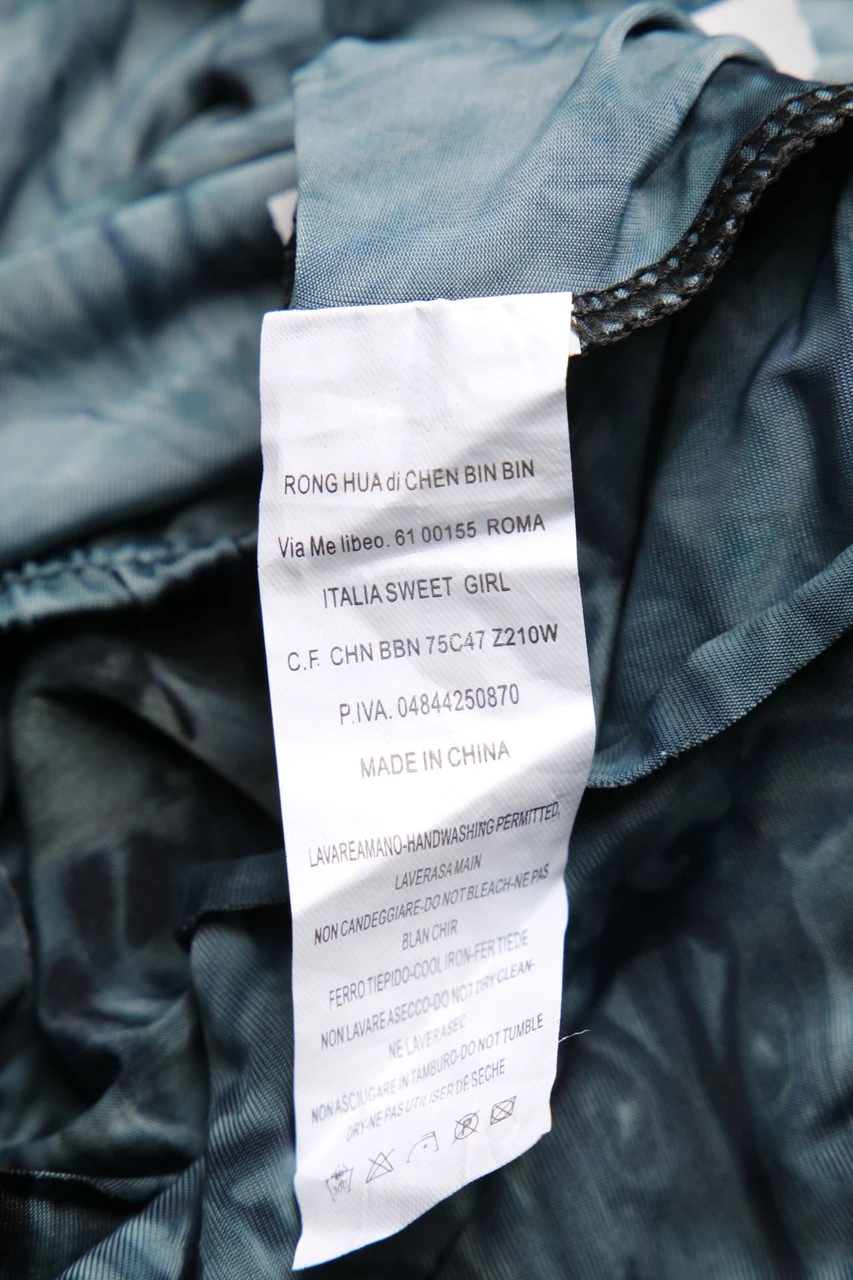 RONG HUA di CHEN BIN BIN
Via Me libeo. 61 00155 ROMA
ITALIA SWEET GIRL
C.F. CHN BBN 75C47 Z210W
P.IVA. 04844250870
MADE IN CHINA
LAVAREAMANO-HANDWASHING PERMITTED,
LAVERASA MAIN
NON CANDEGGIARE-DO NOT BLEACH-NE PAS
BLAN CHIR
FERRO TIEPIDO-COOL IRON-FER TIEDE
NON LAVARE ASECCO-DO NOT DRY CLEAN-
NE LAVER ASEC
NON ASCIUGARE IN TAMBURO-DO NOT TUMBLE
DRY-NE PAS UTILISER DE SECHE
P